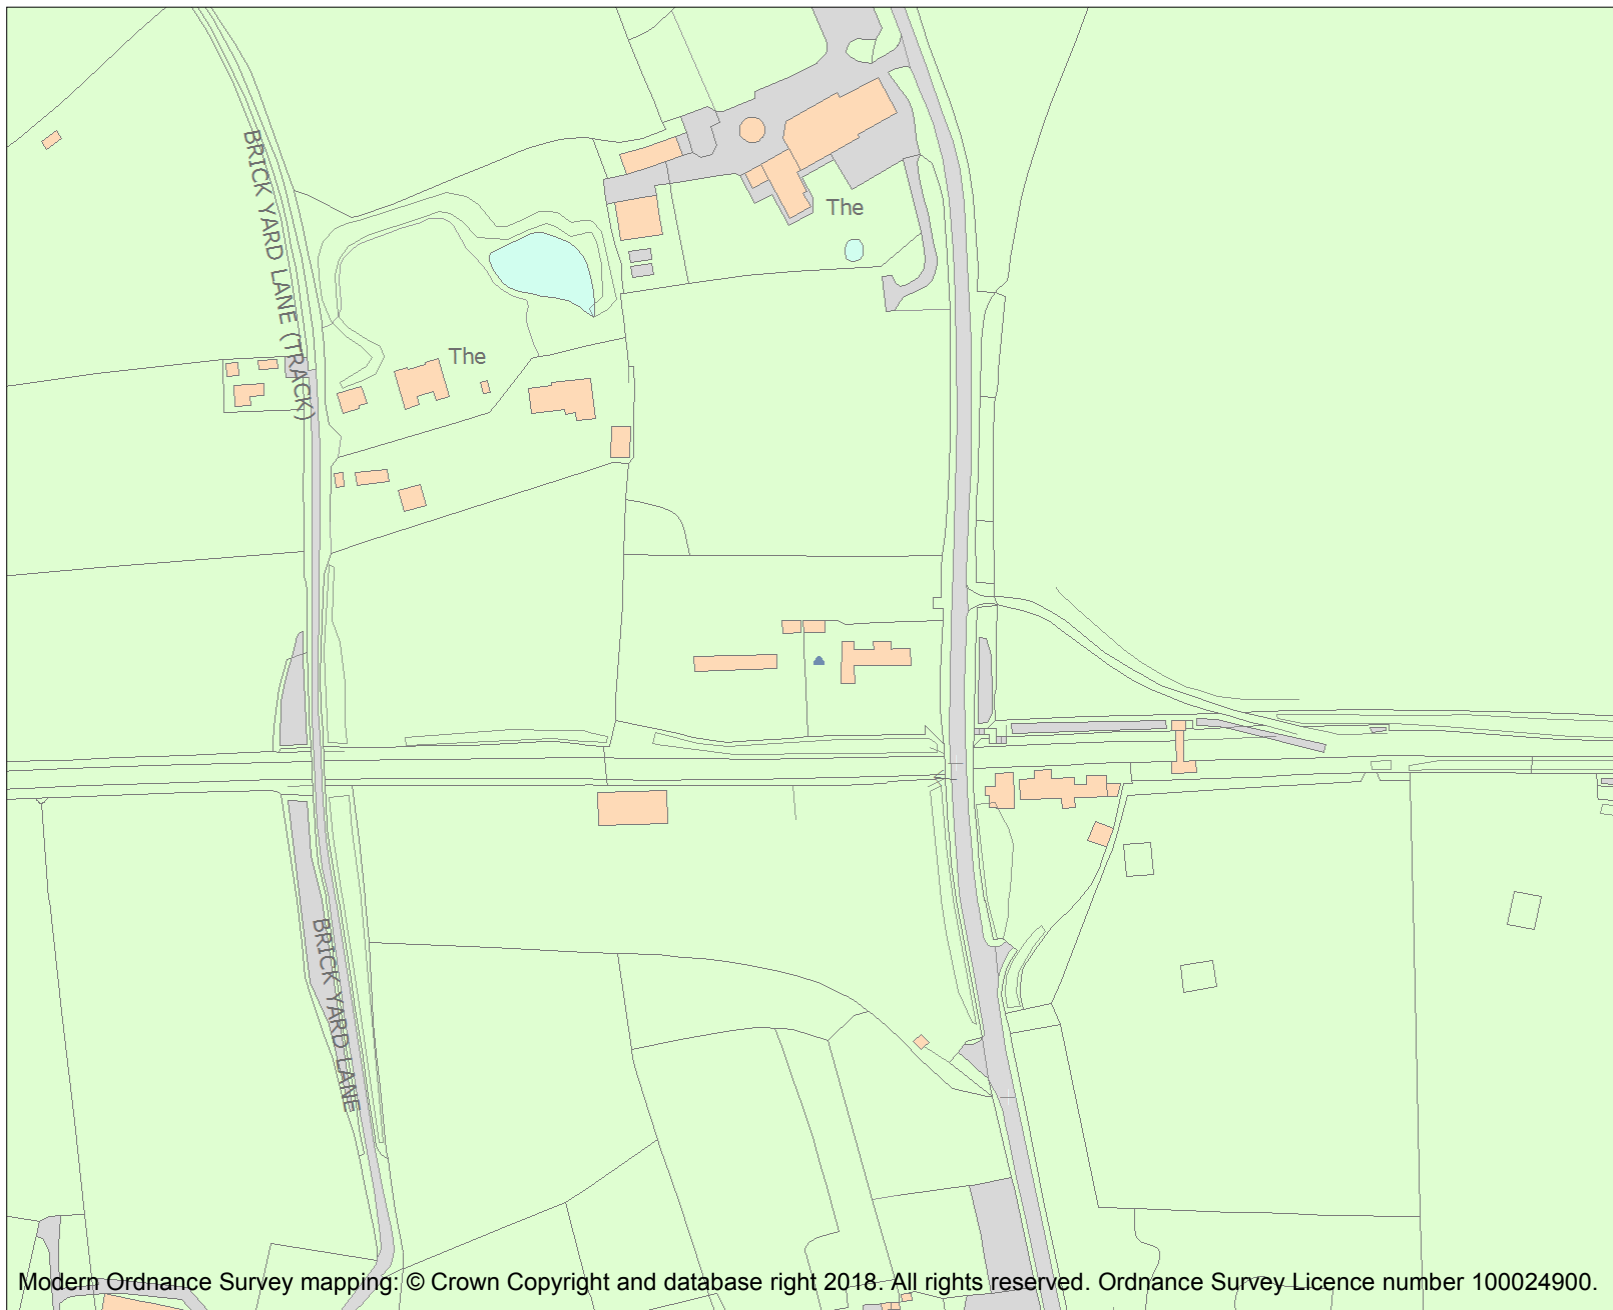 BRICK YARD LANE (TRACK)
The
The
BRICK YARD LANE
Modern Ordnance Survey mapping: © Crown Copyright and database right 2018. All rights reserved. Ordnance Survey Licence number 100024900.